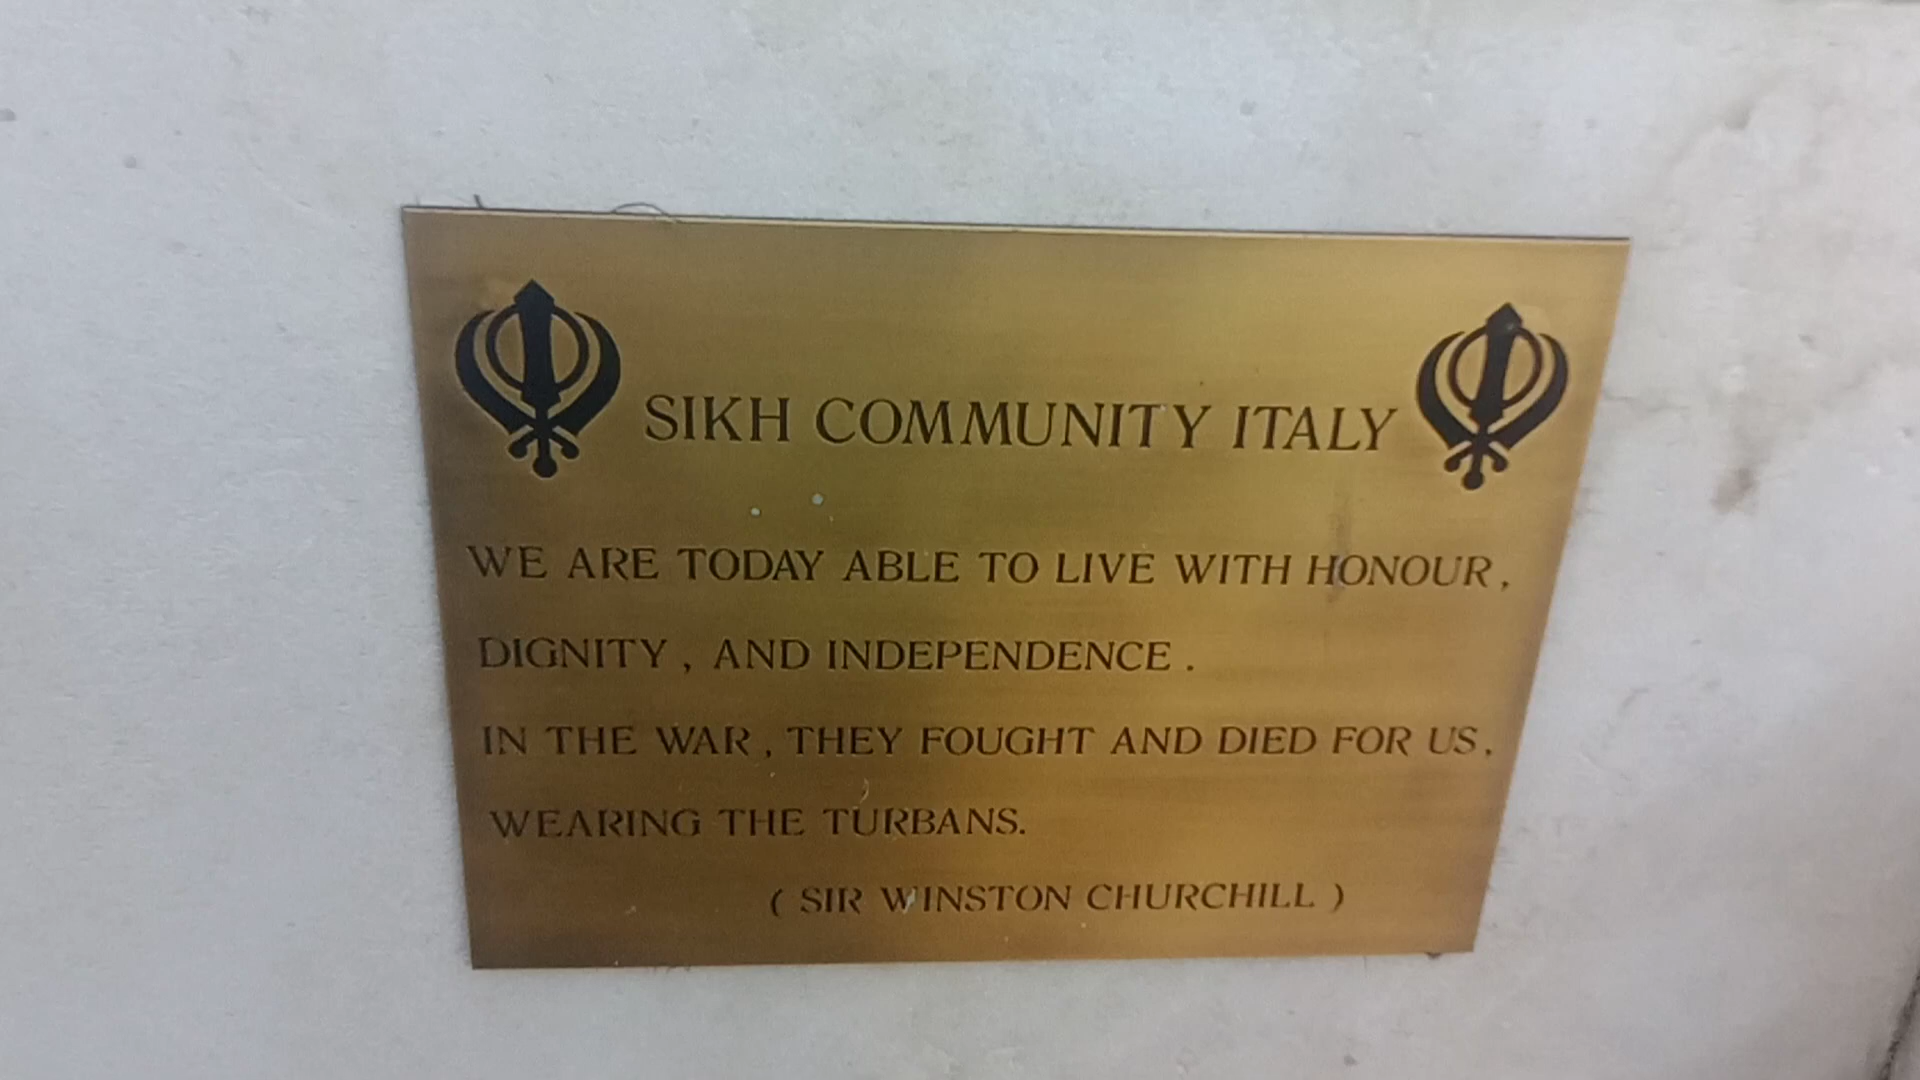 SIKH COMMUNITY ITALY
WE ARE TODAY ABLE TO LIVE WITH HONOUR,
DIGNITY, AND INDEPENDENCE.
IN THE WAR, THEY FOUGHT AND DIED FOR US,
WEARING THE TURBANS.
( SIR WINSTON CHURCHILL )